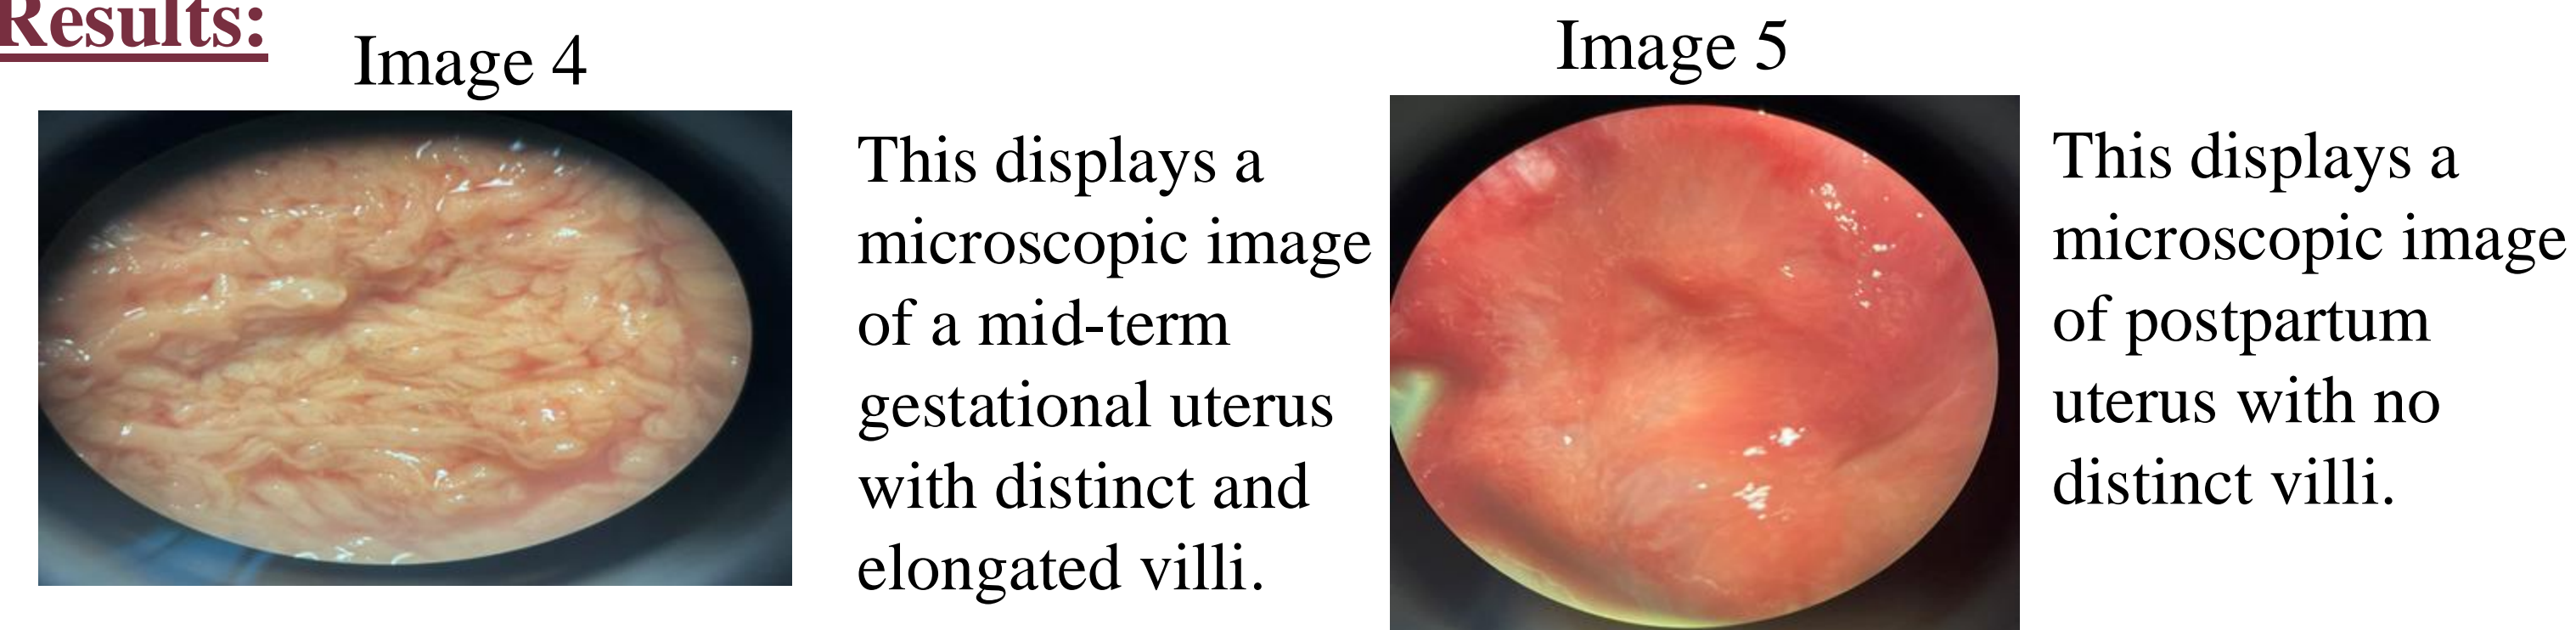 Results:
Image 4
This displays a
microscopic image
of a mid-term
gestational uterus
with distinct and
elongated villi.
Image 5
This displays a
microscopic image
of postpartum
uterus with no
distinct villi.